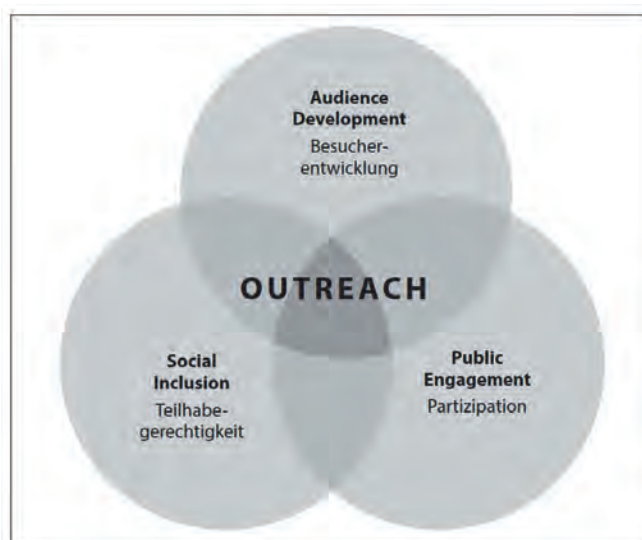 Audience
Development
Besucher-
entwicklung
OUTREACH
Social
Inclusion
Teilhabe-
gerechtigkeit
Public
Engagement
Partizipation